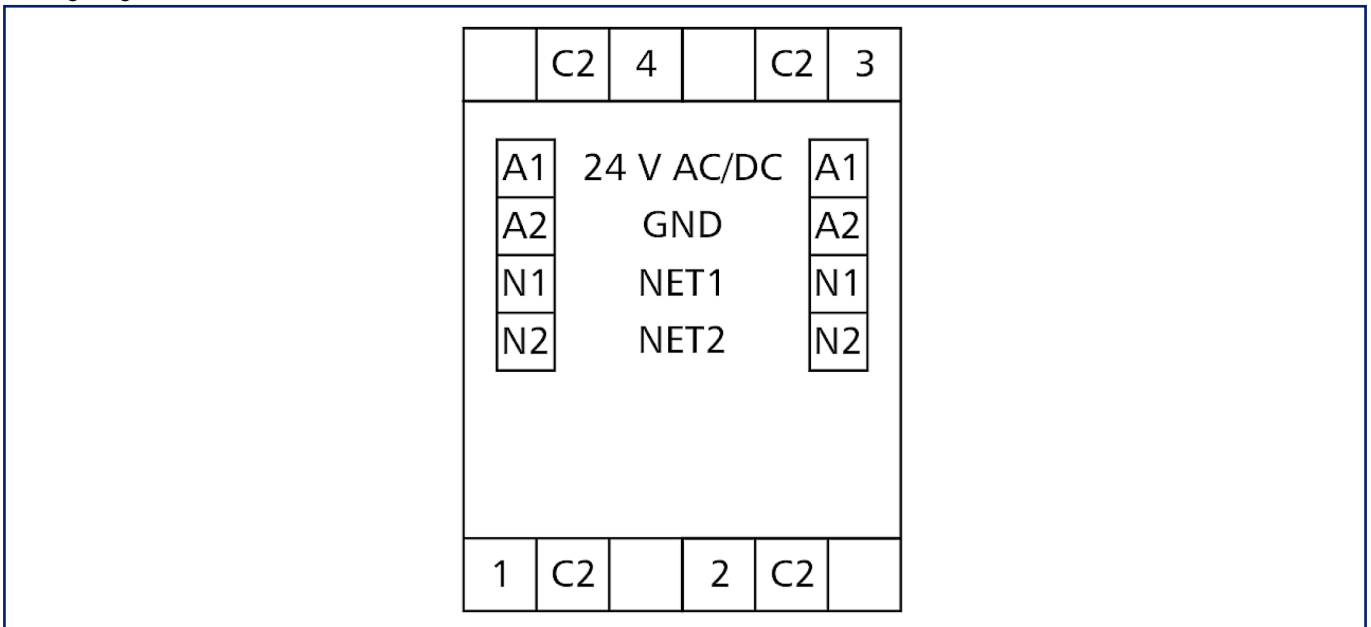 C2 4 C2 3
A1 24 V AC/DC A1
A2 GND A2
N1 NET1 N1
N2 NET2 N2
1 C2 2 C2